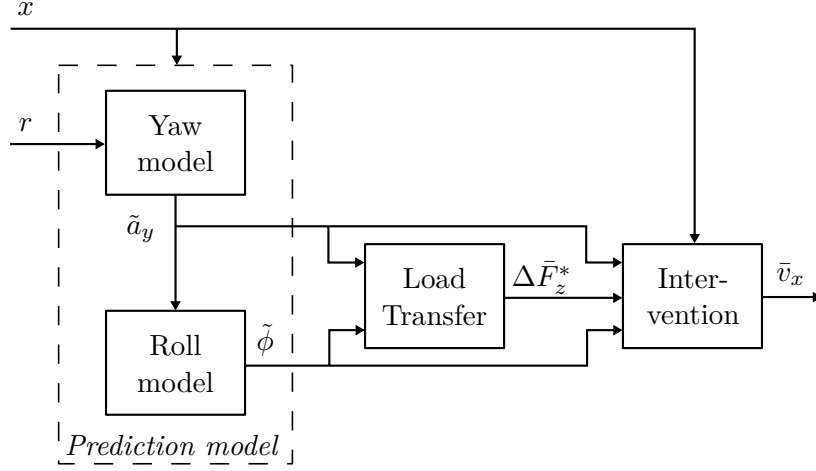 x
r
Yaw
model
ã_y
Load
Transfer
ΔF̄_z^*
Inter-
vention
v̄_x
Roll
model
ϕ̃
Prediction model